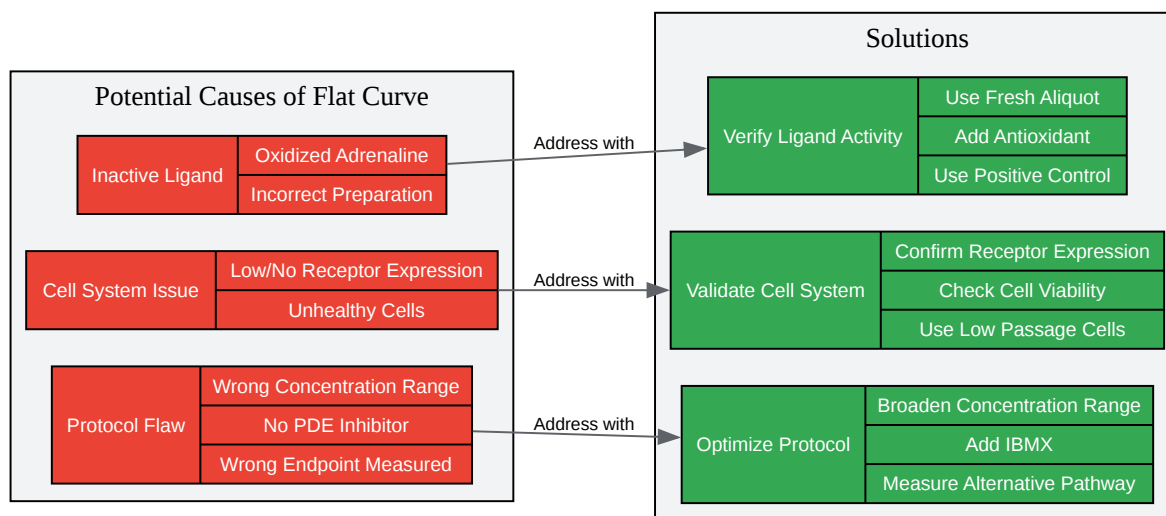 Potential Causes of Flat Curve
Inactive Ligand
Oxidized Adrenaline
Incorrect Preparation
Cell System Issue
Low/No Receptor Expression
Unhealthy Cells
Protocol Flaw
Wrong Concentration Range
No PDE Inhibitor
Wrong Endpoint Measured
Address with
Address with
Address with
Solutions
Verify Ligand Activity
Use Fresh Aliquot
Add Antioxidant
Use Positive Control
Validate Cell System
Confirm Receptor Expression
Check Cell Viability
Use Low Passage Cells
Optimize Protocol
Broaden Concentration Range
Add IBMX
Measure Alternative Pathway